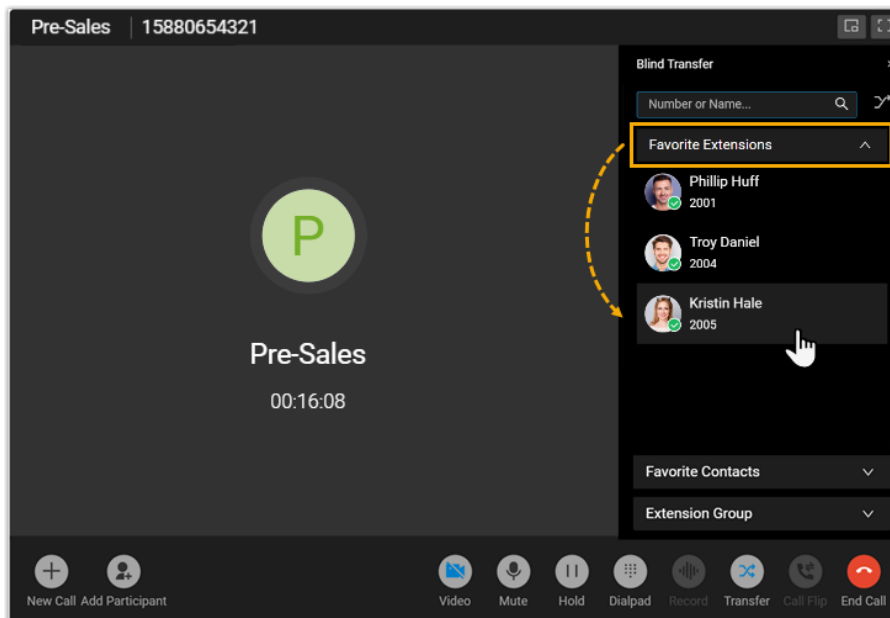 Pre-Sales 15880654321
Blind Transfer
Number or Name...
Favorite Extensions
Phillip Huff
2001
Troy Daniel
2004
Kristin Hale
2005
P
Pre-Sales
00:16:08
Favorite Contacts
Extension Group
New Call Add Participant Video Mute Hold Dialpad Record Transfer Call Flip End Call